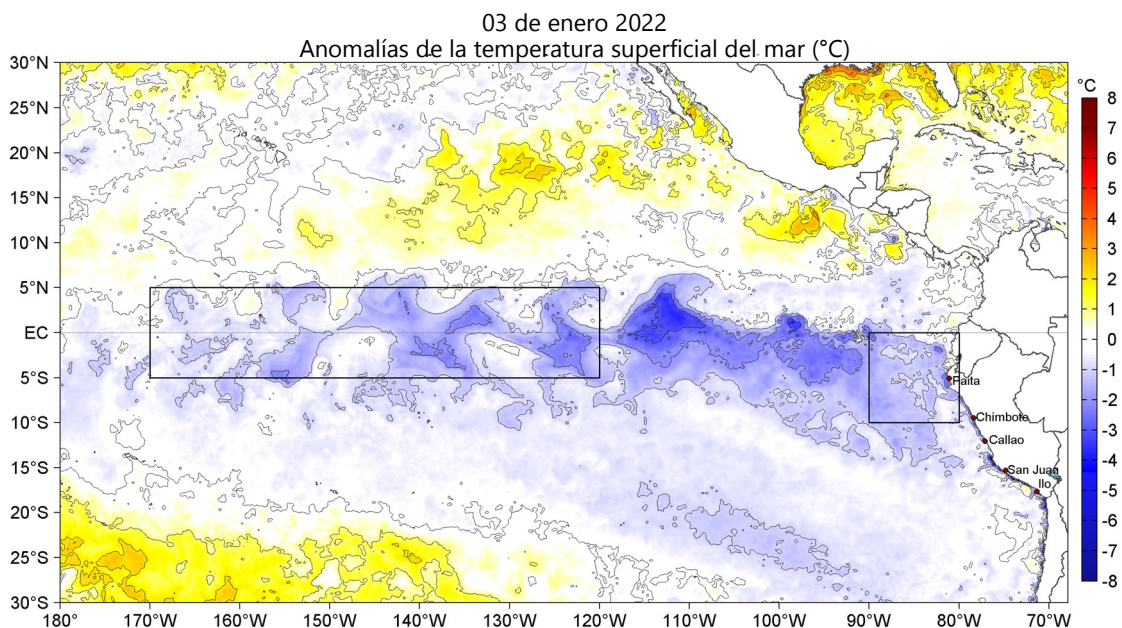 03 de enero 2022
Anomalías de la temperatura superficial del mar (°C)
30°N
25°N
20°N
15°N
10°N
5°N
EC
5°S
10°S
15°S
20°S
25°S
30°S
180 170°W 160°W 150°W 140°W 130°W 120°W 110°W 100°W 90°W 80°W 70°W
Paita
Chimbote
Callao
San Juan
Ilo
°C
8
7
6
5
4
3
2
1
0
-1
-2
-3
-4
-5
-6
-7
-8